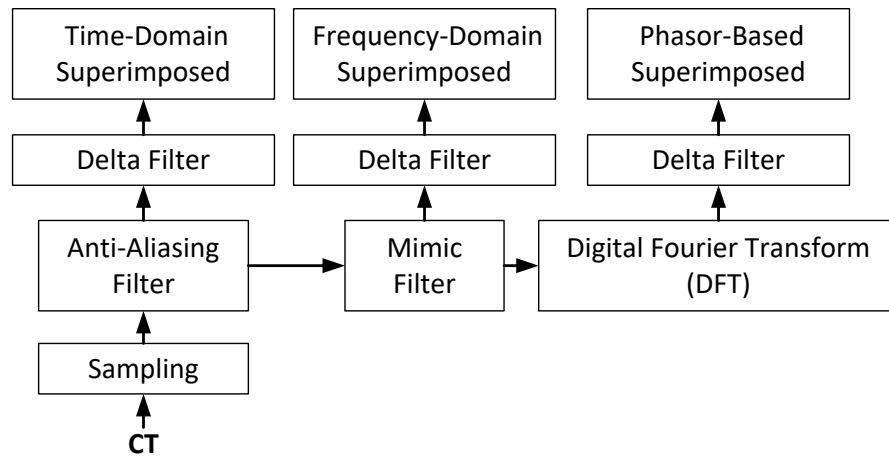 Time-Domain
Superimposed
Frequency-Domain
Superimposed
Phasor-Based
Superimposed
Delta Filter
Delta Filter
Delta Filter
Anti-Aliasing
Filter
Mimic
Filter
Digital Fourier Transform
(DFT)
Sampling
CT